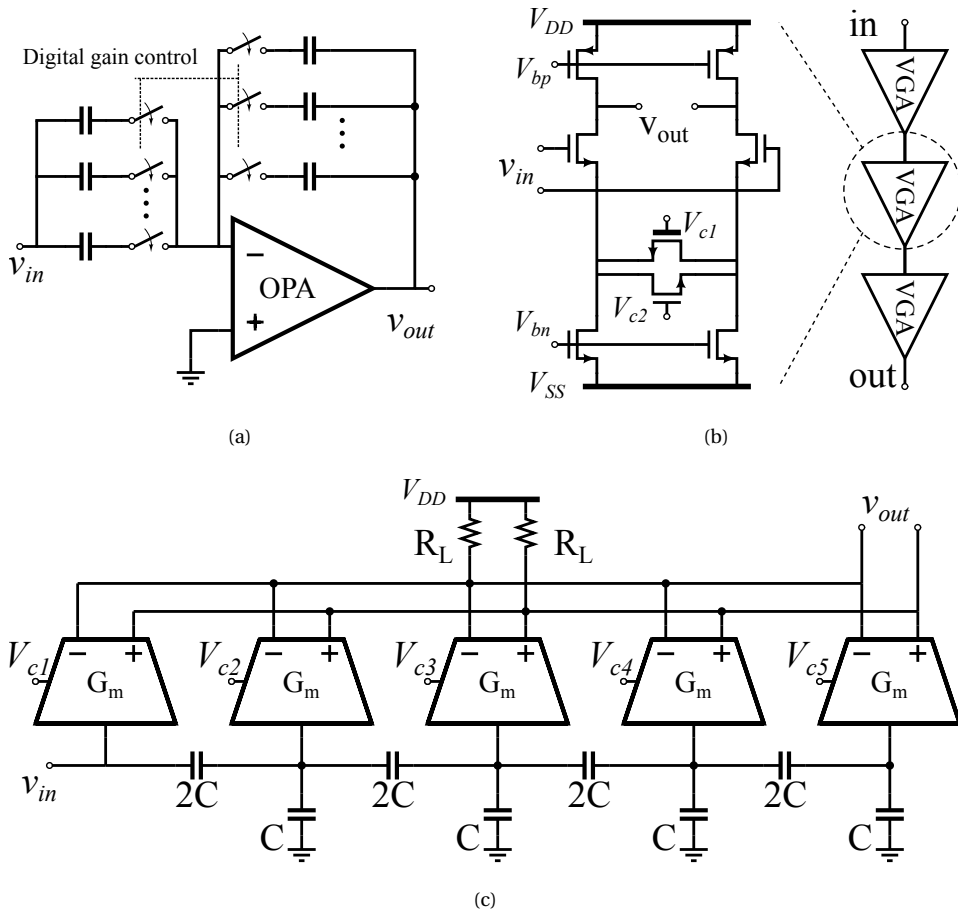 Digital gain control
v_in
OPA
v_out
(a)
V_DD
V_bp
v_out
v_in
V_c1
V_c2
V_bn
V_SS
in
VGA
VGA
VGA
out
(b)
V_DD
R_L R_L
v_out
V_c1 V_c2 V_c3 V_c4 V_c5
− + − + − + − + − +
G_m G_m G_m G_m G_m
v_in
2C 2C 2C 2C
C C C C
(c)